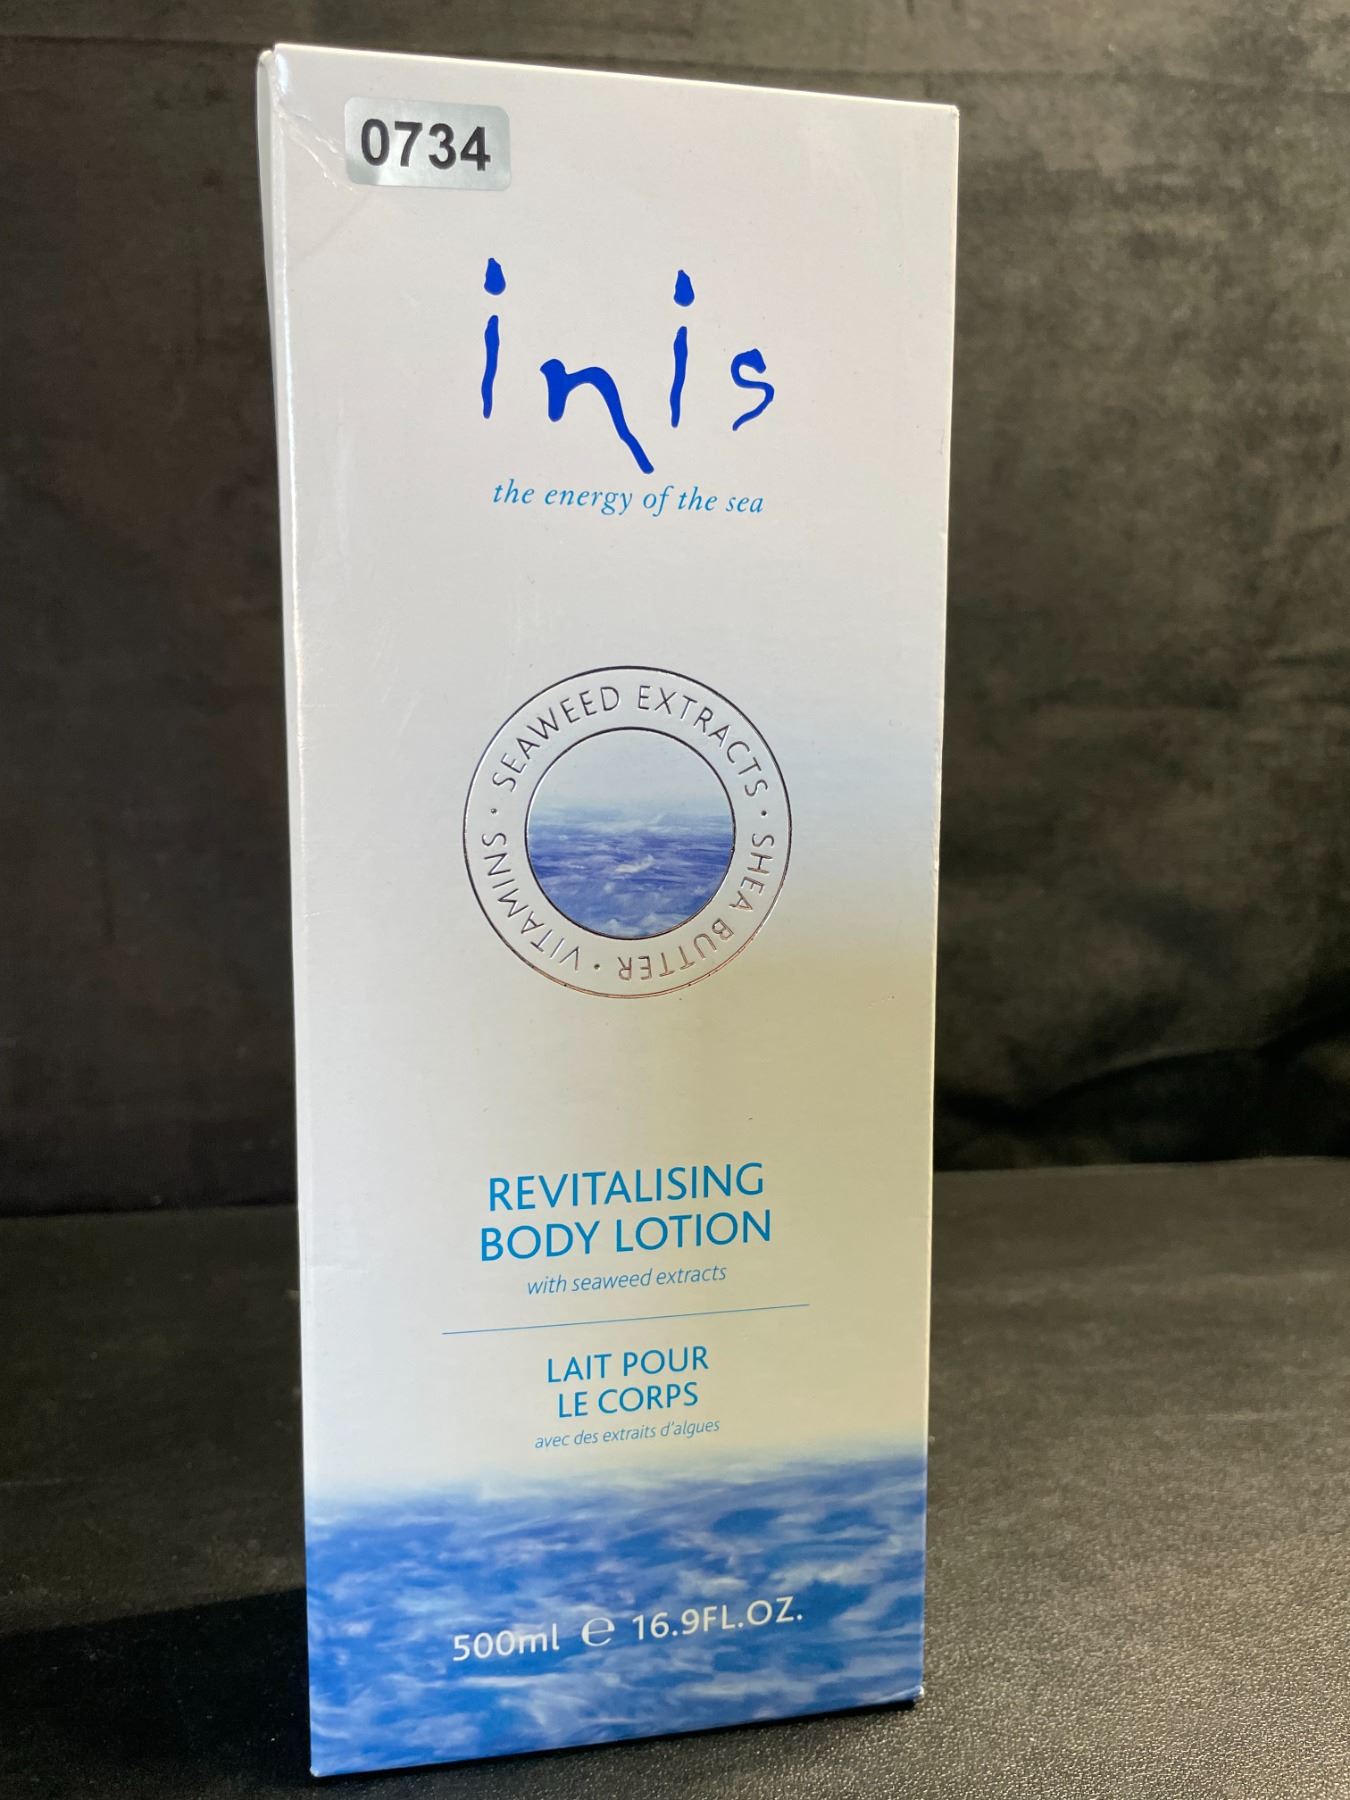 0734
inis
the energy of the sea
SEAWEED EXTRACTS · SHEA BUTTER · VITAMINS ·
REVITALISING
BODY LOTION
with seaweed extracts
LAIT POUR
LE CORPS
avec des extraits d'algues
500ml ℮ 16.9FL.OZ.